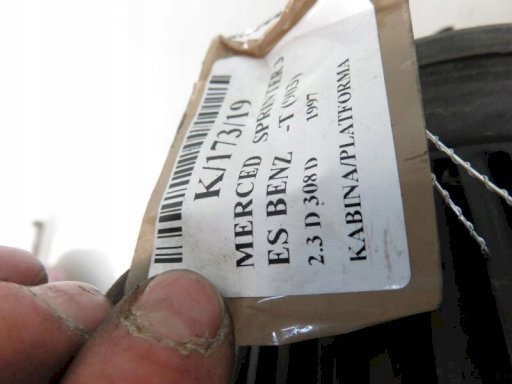 K/173/19
MERCED SPRINTER 3
ES BENZ -T (903)
2.3 D 308 D 1997
KABINA/PLATFORMA